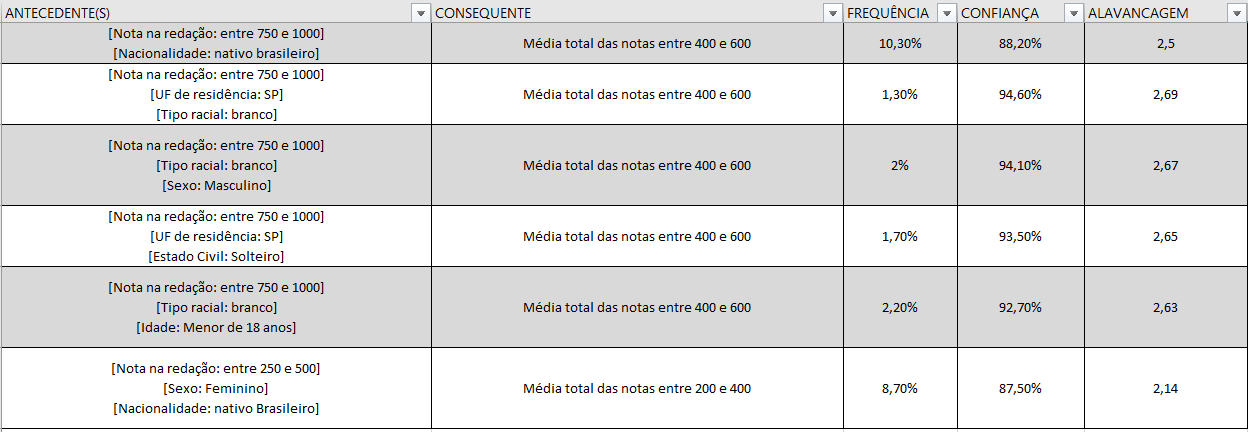 ANTECEDENTE(S) CONSEQUENTE FREQUÊNCIA CONFIANÇA ALAVANCAGEM
[Nota na redação: entre 750 e 1000]
[Nacionalidade: nativo brasileiro]
Média total das notas entre 400 e 600 10,30% 88,20% 2,5
[Nota na redação: entre 750 e 1000]
[UF de residência: SP]
[Tipo racial: branco]
Média total das notas entre 400 e 600 1,30% 94,60% 2,69
[Nota na redação: entre 750 e 1000]
[Tipo racial: branco]
[Sexo: Masculino]
Média total das notas entre 400 e 600 2% 94,10% 2,67
[Nota na redação: entre 750 e 1000]
[UF de residência: SP]
[Estado Civil: Solteiro]
Média total das notas entre 400 e 600 1,70% 93,50% 2,65
[Nota na redação: entre 750 e 1000]
[Tipo racial: branco]
[Idade: Menor de 18 anos]
Média total das notas entre 400 e 600 2,20% 92,70% 2,63
[Nota na redação: entre 250 e 500]
[Sexo: Feminino]
[Nacionalidade: nativo Brasileiro]
Média total das notas entre 200 e 400 8,70% 87,50% 2,14